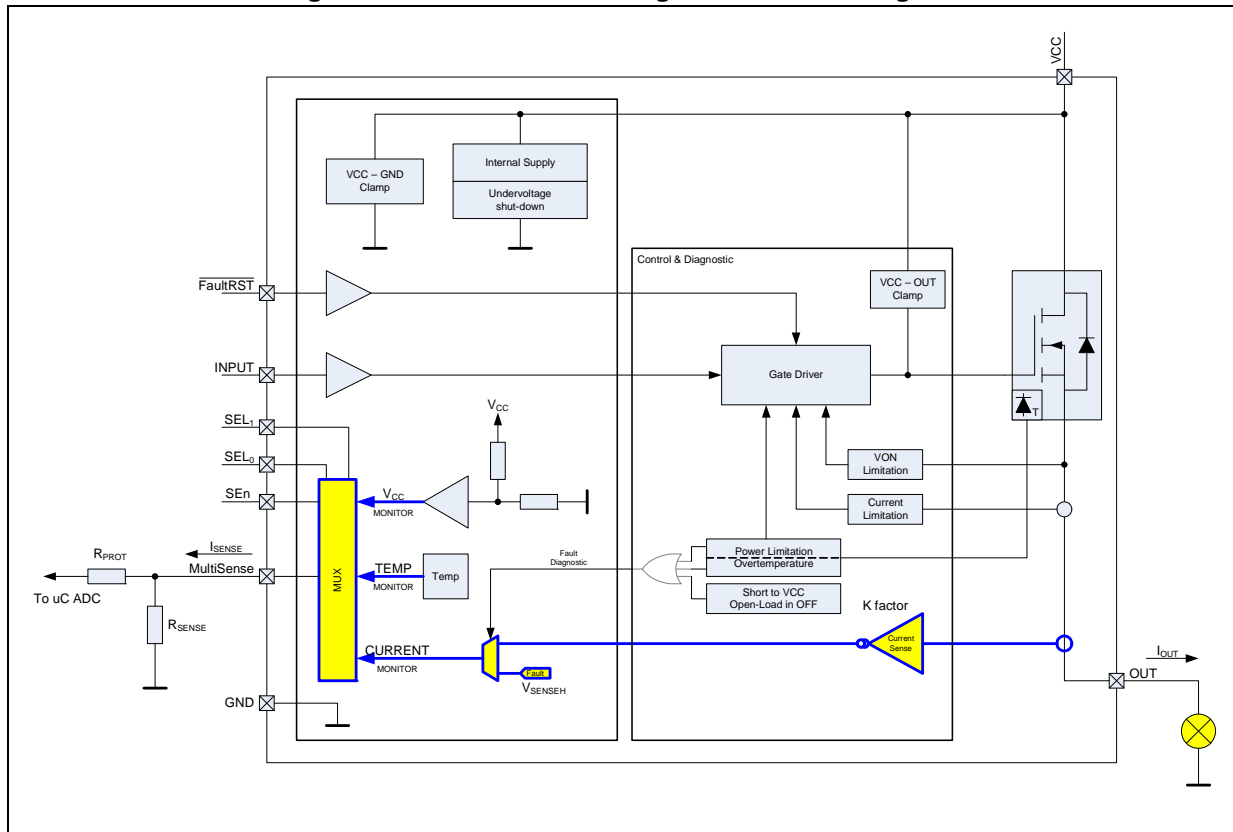 VCC
VCC – GND
Clamp
Internal Supply
Undervoltage
shut-down
Control & Diagnostic
FaultRST
VCC – OUT
Clamp
INPUT
Gate Driver
T
SEL1
VCC
SEL0
VON
Limitation
SEn
VCC
MONITOR
Current
Limitation
RPROT
ISENSE
MultiSense
MUX
TEMP
MONITOR
Temp
Fault
Diagnostic
Power Limitation
Overtemperature
To uC ADC
RSENSE
Short to VCC
Open-Load in OFF
K factor
CURRENT
MONITOR
Current
Sense
Fault
VSENSEH
IOUT
OUT
GND